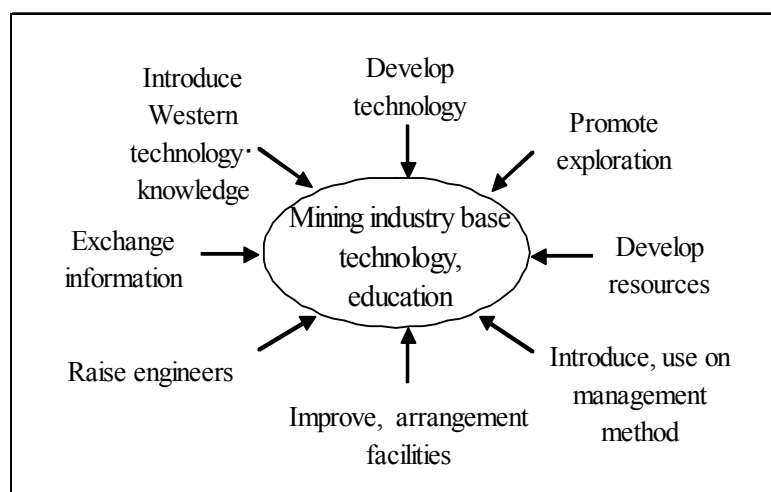 Introduce
Western
technology·
knowledge
Develop
technology
Promote
exploration
Mining industry base
technology,
education
Exchange
information
Develop
resources
Raise engineers
Improve, arrangement
facilities
Introduce, use on
management
method